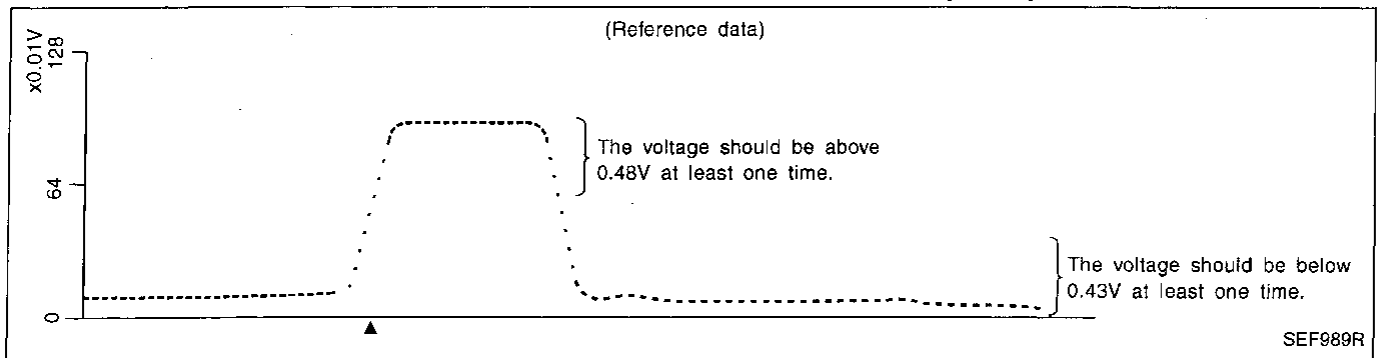 (Reference data)
x0.01V
128
64
0
The voltage should be above
0.48V at least one time.
The voltage should be below
0.43V at least one time.
SEF989R